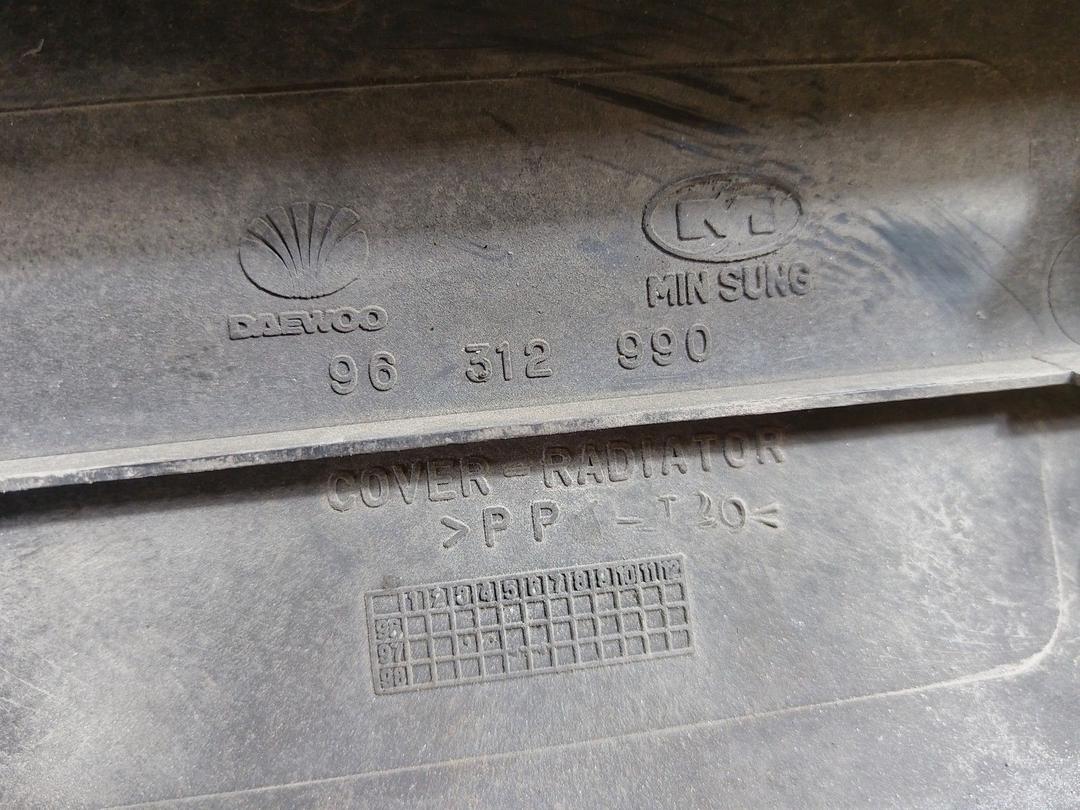 DAEWOO
MIN SUNG
96 312 990
COVER - RADIATOR
>PP - T20<
1 2 3 4 5 6 7 8 9 10 11 12
96
97
98